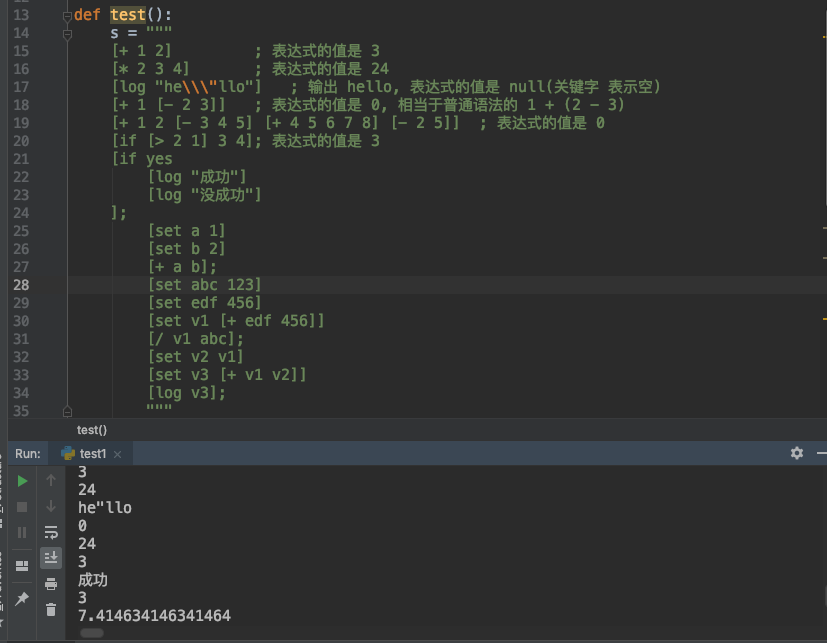 13 def test():
14     s = """
15     [+ 1 2]         ; 表达式的值是 3
16     [* 2 3 4]       ; 表达式的值是 24
17     [log "he\\\"llo"]   ; 输出 hello, 表达式的值是 null(关键字 表示空)
18     [+ 1 [- 2 3]]   ; 表达式的值是 0, 相当于普通语法的 1 + (2 - 3)
19     [+ 1 2 [- 3 4 5] [+ 4 5 6 7 8] [- 2 5]]  ; 表达式的值是 0
20     [if [> 2 1] 3 4]; 表达式的值是 3
21     [if yes
22         [log "成功"]
23         [log "没成功"]
24     ];
25         [set a 1]
26         [set b 2]
27         [+ a b];
28         [set abc 123]
29         [set edf 456]
30         [set v1 [+ edf 456]]
31         [/ v1 abc];
32         [set v2 v1]
33         [set v3 [+ v1 v2]]
34         [log v3];
35         """
test()
Run: test1 ×
3
24
he"llo
0
24
3
成功
3
7.414634146341464